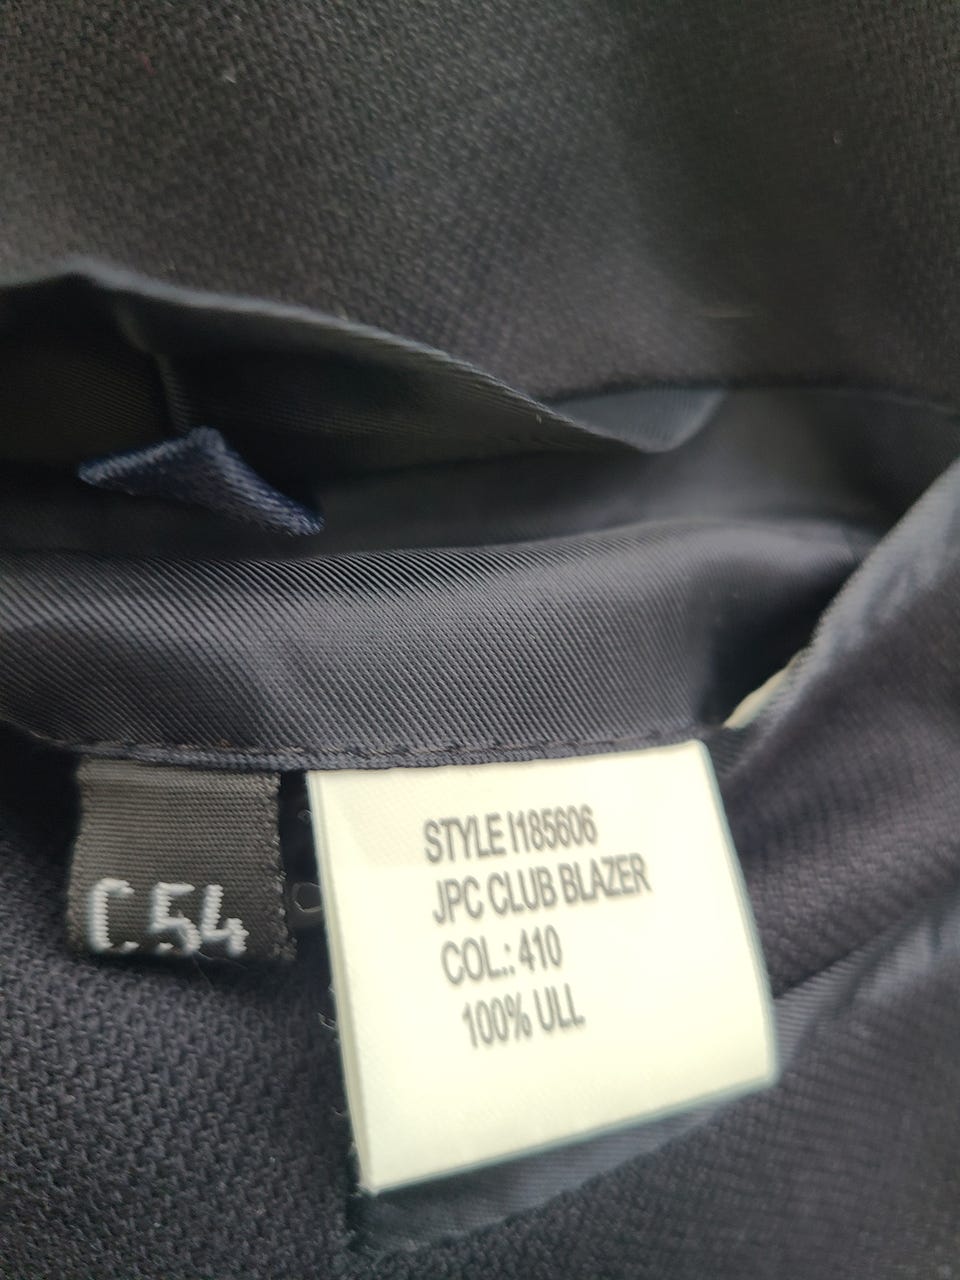 C 54
STYLE I185606
JPC CLUB BLAZER
COL.: 410
100% ULL